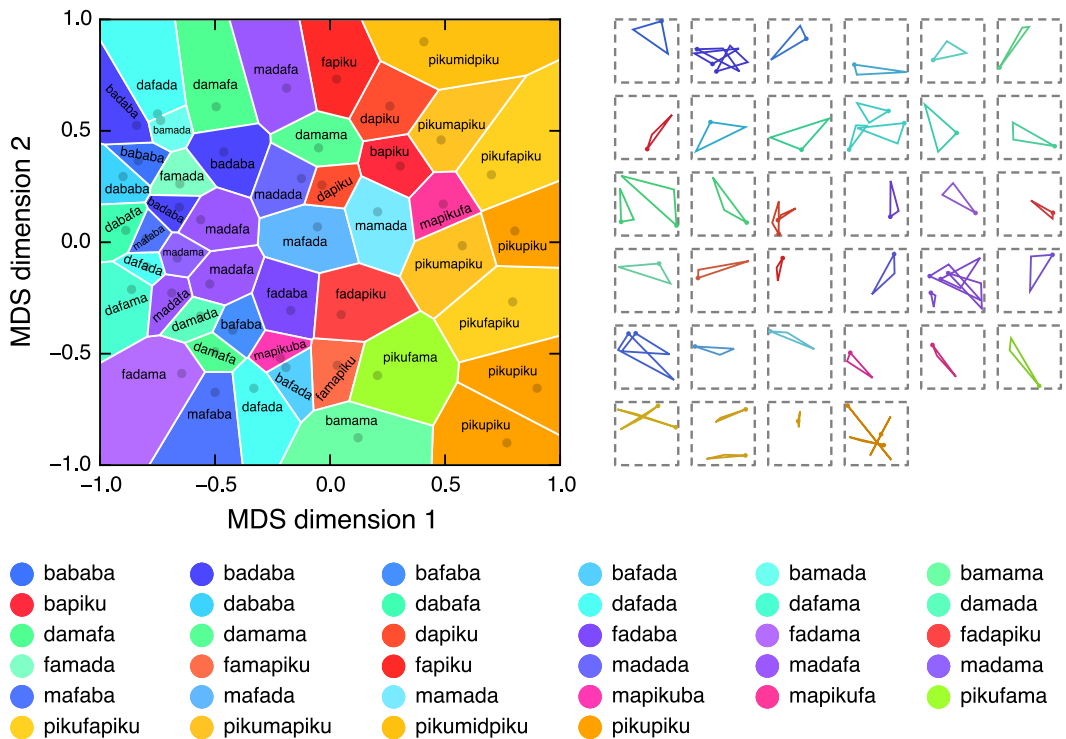 MDS dimension 2
1.0
0.5
0.0
−0.5
−1.0
−1.0
−0.5
0.0
0.5
1.0
MDS dimension 1
badaba
dafada
damafa
madafa
fapiku
pikumidpiku
bamada
dapiku
damama
pikumapiku
bababa
badaba
bapiku
pikufapiku
dababa
famada
madada
dapiku
mapikufa
dabafa
badaba
mamada
mafaba
madafa
mafada
pikupiku
madama
dafada
madafa
pikumapiku
dafama
madafa
fadaba
fadapiku
pikufapiku
damada
bafaba
damafa
mapikuba
pikufama
fadama
bafada
famapiku
pikupiku
mafaba
dafada
bamama
pikupiku
bababa badaba bafaba bafada bamada bamama
bapiku dababa dabafa dafada dafama damada
damafa damama dapiku fadaba fadama fadapiku
famada famapiku fapiku madada madafa madama
mafaba mafada mamada mapikuba mapikufa pikufama
pikufapiku pikumapiku pikumidpiku pikupiku